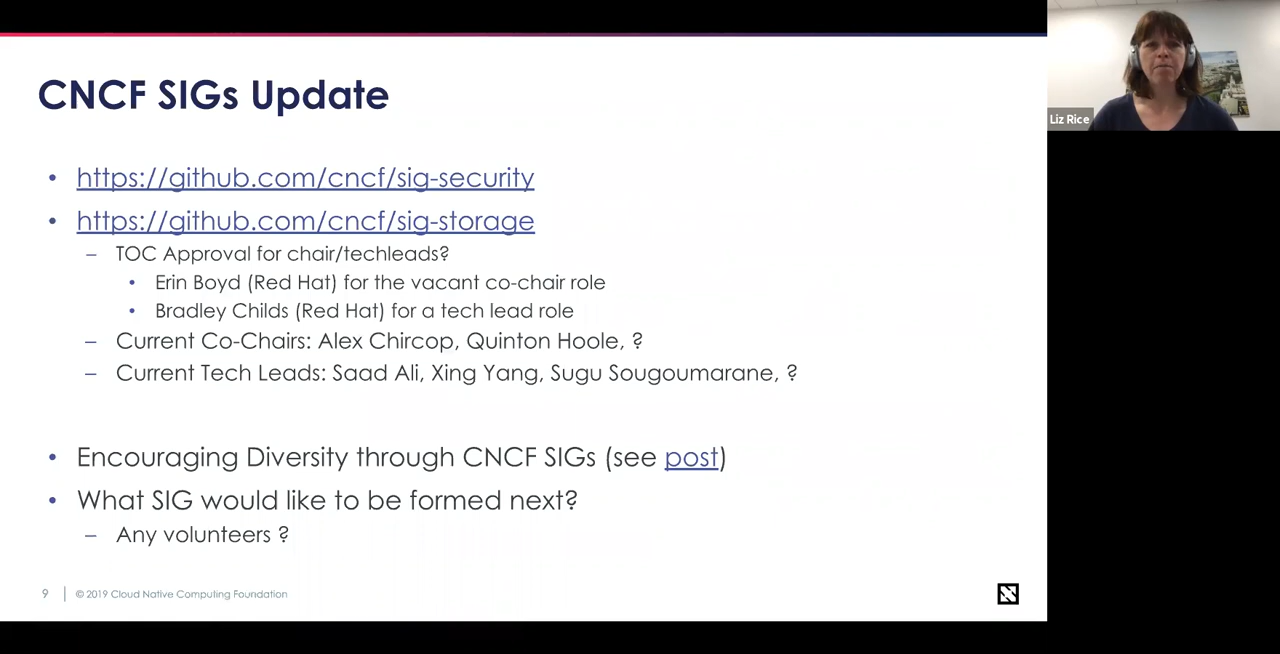 CNCF SIGs Update
• https://github.com/cncf/sig-security
• https://github.com/cncf/sig-storage
– TOC Approval for chair/techleads?
• Erin Boyd (Red Hat) for the vacant co-chair role
• Bradley Childs (Red Hat) for a tech lead role
– Current Co-Chairs: Alex Chircop, Quinton Hoole, ?
– Current Tech Leads: Saad Ali, Xing Yang, Sugu Sougoumarane, ?
• Encouraging Diversity through CNCF SIGs (see post)
• What SIG would like to be formed next?
– Any volunteers ?
9 | © 2019 Cloud Native Computing Foundation
Liz Rice